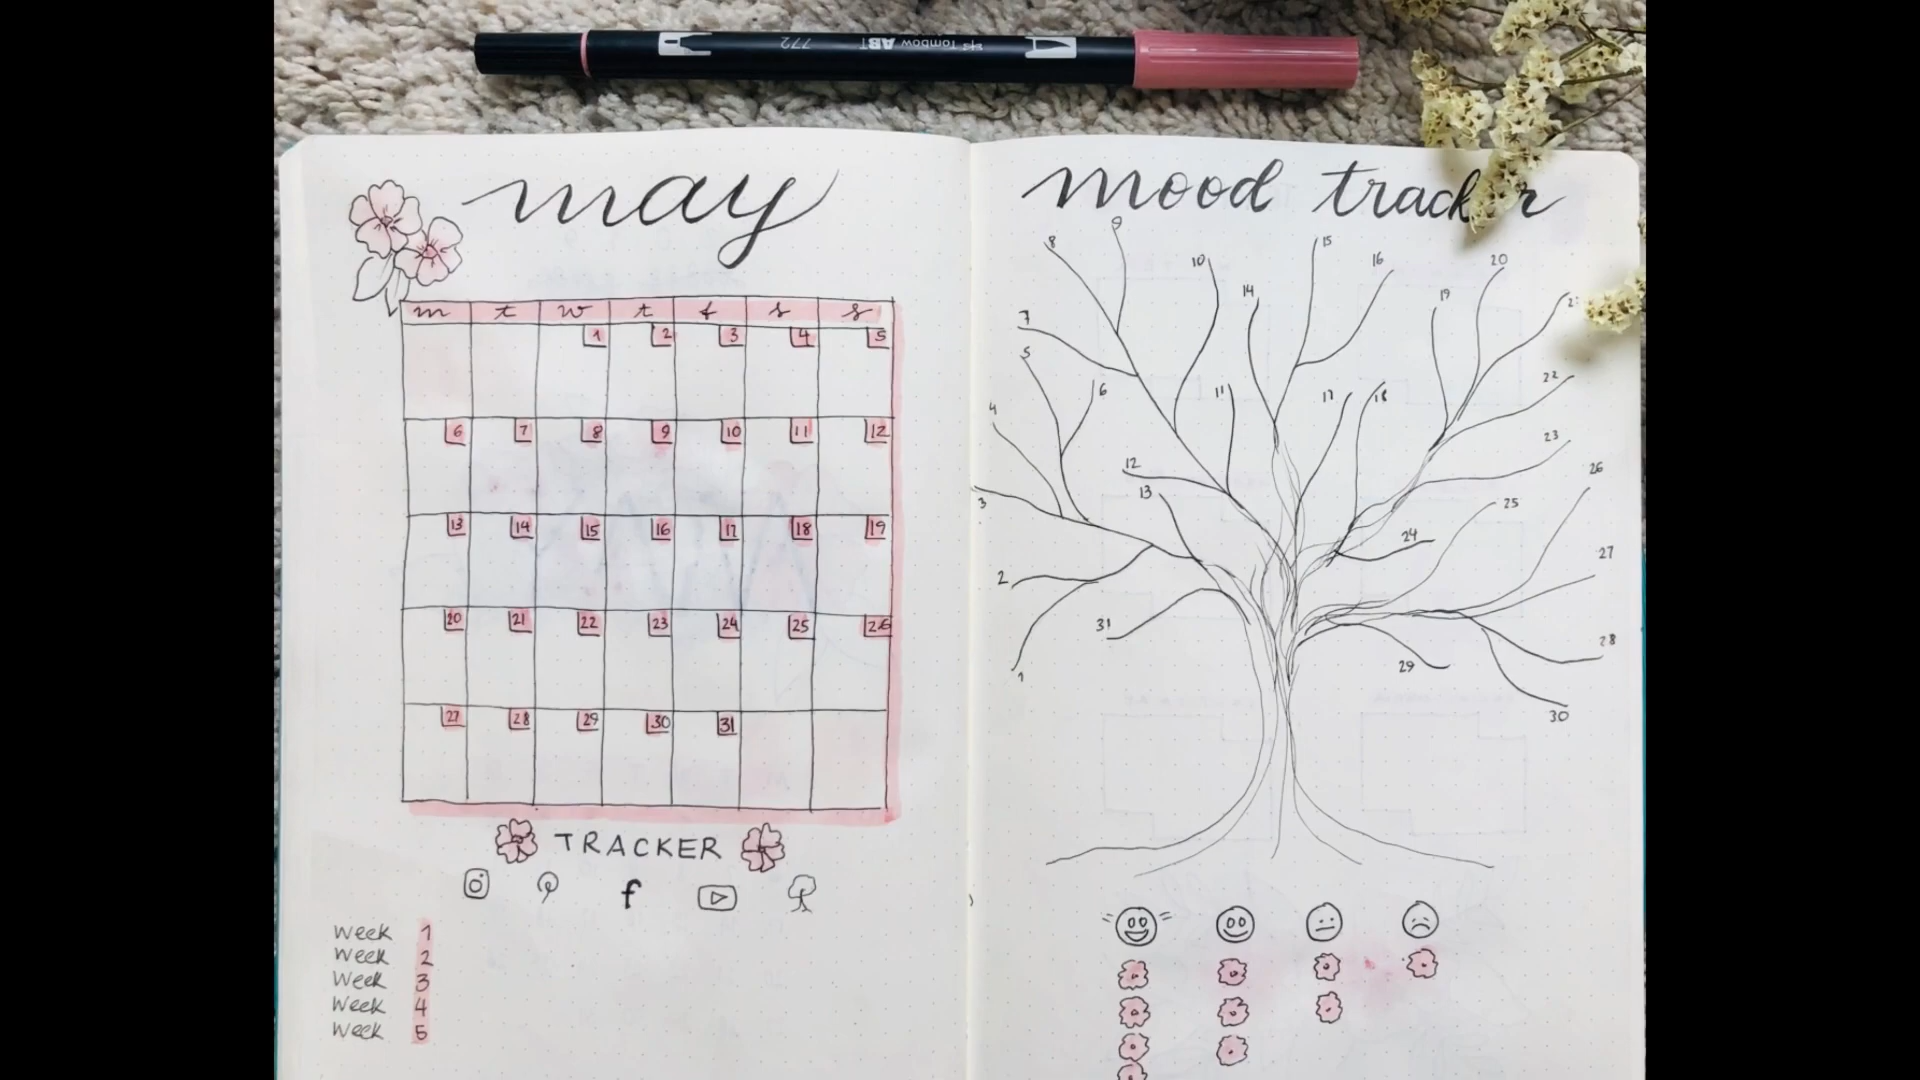 772 Tombow ABT
may
m t w t f s s
1 2 3 4 5
6 7 8 9 10 11 12
13 14 15 16 17 18 19
20 21 22 23 24 25 26
27 28 29 30 31
TRACKER
f
Week 1
Week 2
Week 3
Week 4
Week 5
mood tracker
9
8
15
10
16
20
14
19
7
5
22
6
11
17
18
4
23
12
26
13
3
25
24
27
2
31
28
29
1
30